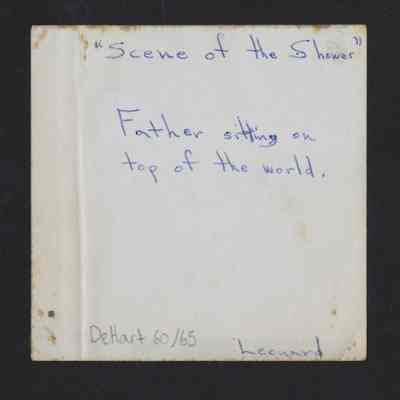 "Scene of the Shower"
Father sitting on
top of the world.
DeHart 60/65
Leonard